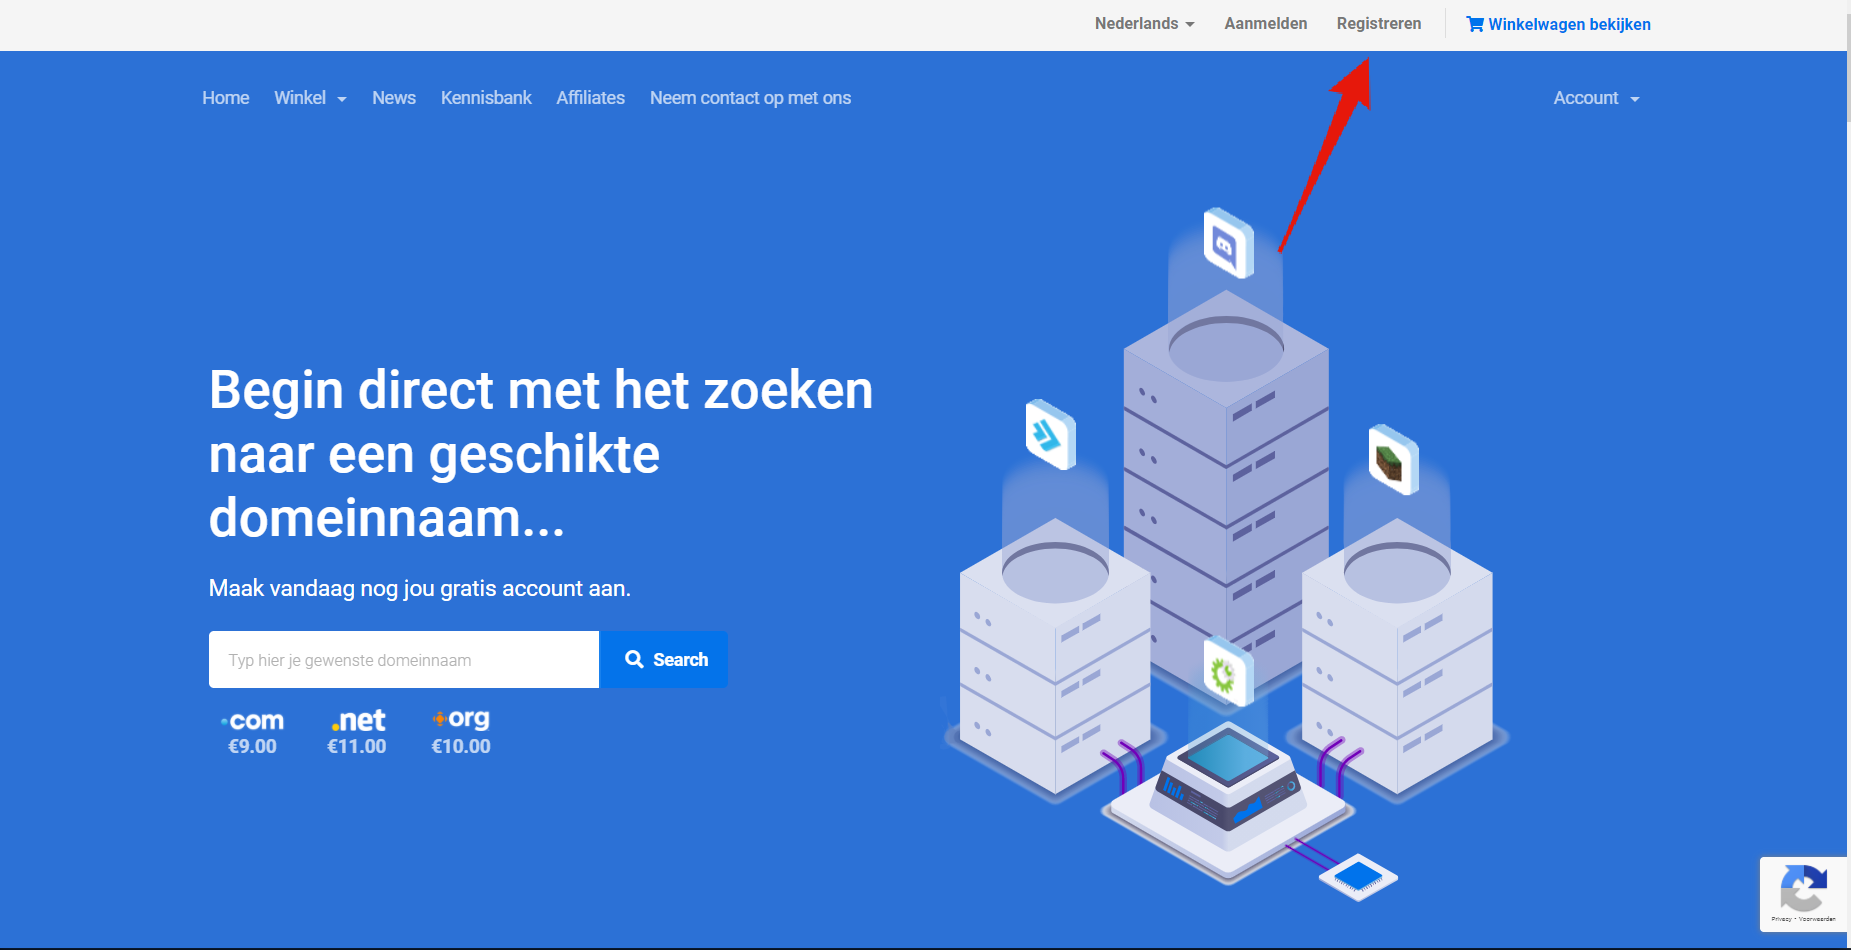 Nederlands
Aanmelden
Registreren
Winkelwagen bekijken
Home
Winkel
News
Kennisbank
Affiliates
Neem contact op met ons
Account
Begin direct met het zoeken
naar een geschikte
domeinnaam...
Maak vandaag nog jou gratis account aan.
Typ hier je gewenste domeinnaam
Search
.com
.net
.org
€9.00
€11.00
€10.00
Privacy - Voorwaarden